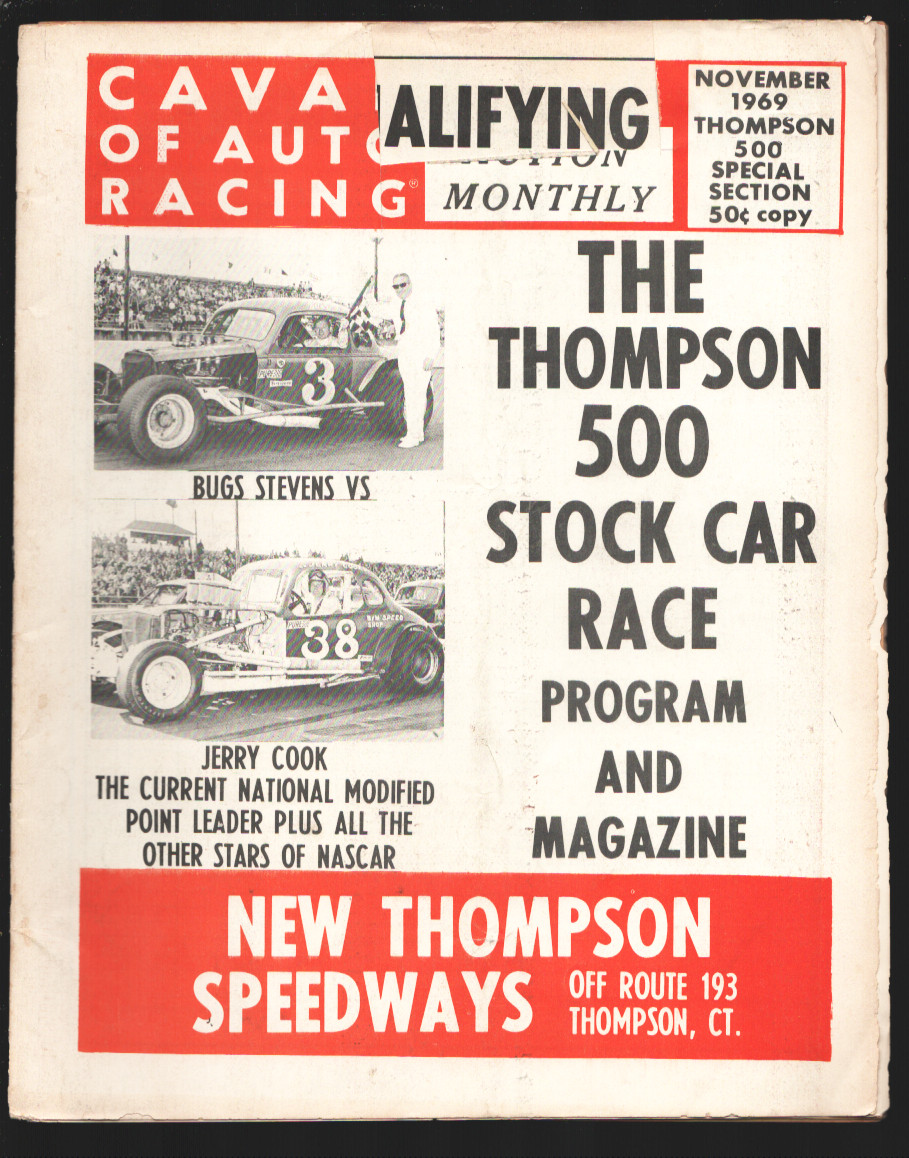 CAVA
OF AUTO
RACING®
ALIFYING
MONTHLY
NOVEMBER
1969
THOMPSON
500
SPECIAL
SECTION
50¢ copy
3
BUGS STEVENS VS
38
JERRY COOK
THE CURRENT NATIONAL MODIFIED
POINT LEADER PLUS ALL THE
OTHER STARS OF NASCAR
THE
THOMPSON
500
STOCK CAR
RACE
PROGRAM
AND
MAGAZINE
NEW THOMPSON
SPEEDWAYS
OFF ROUTE 193
THOMPSON, CT.